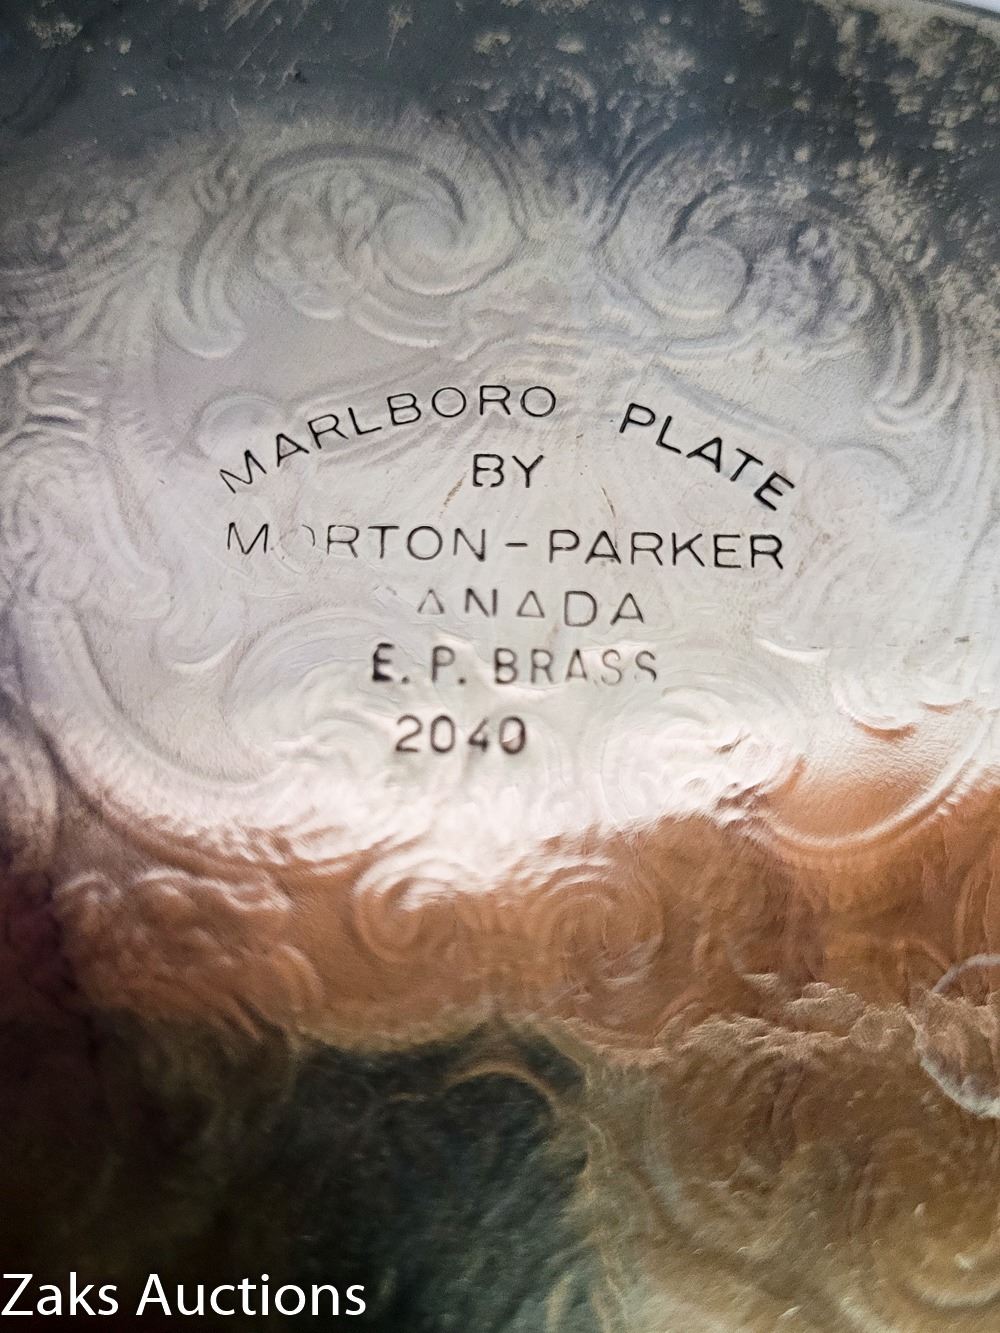 MARLBORO PLATE
BY
MORTON-PARKER
CANADA
E.P. BRASS
2040
Zaks Auctions